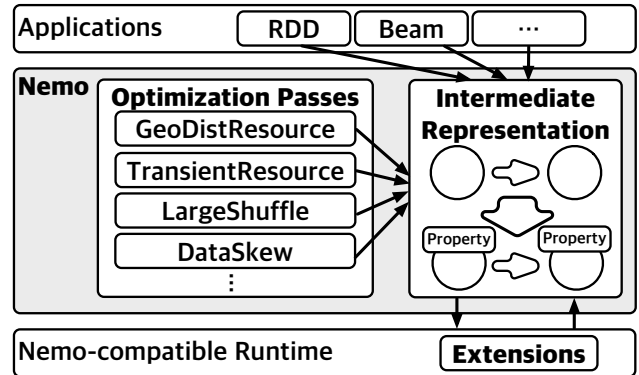 Applications
RDD
Beam
...
Nemo
Optimization Passes
GeoDistResource
TransientResource
LargeShuffle
DataSkew
⋮
Intermediate
Representation
Property
Property
Nemo-compatible Runtime
Extensions